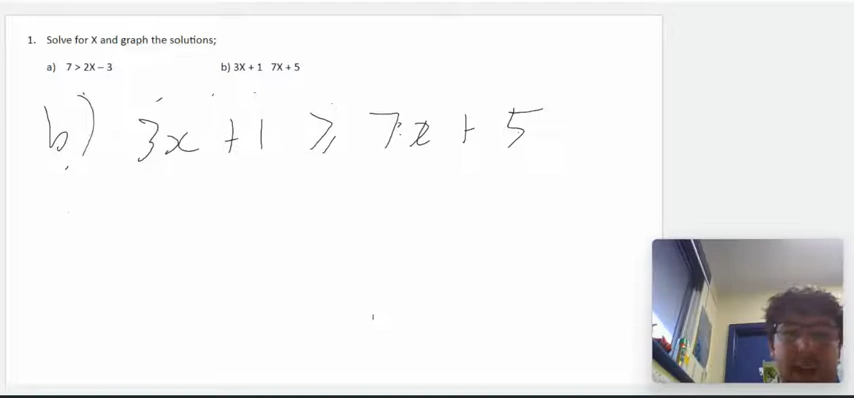 1. Solve for X and graph the solutions;
a) 7 > 2X – 3 b) 3X + 1 7X + 5
b) 3x + 1 ⩾ 7x + 5